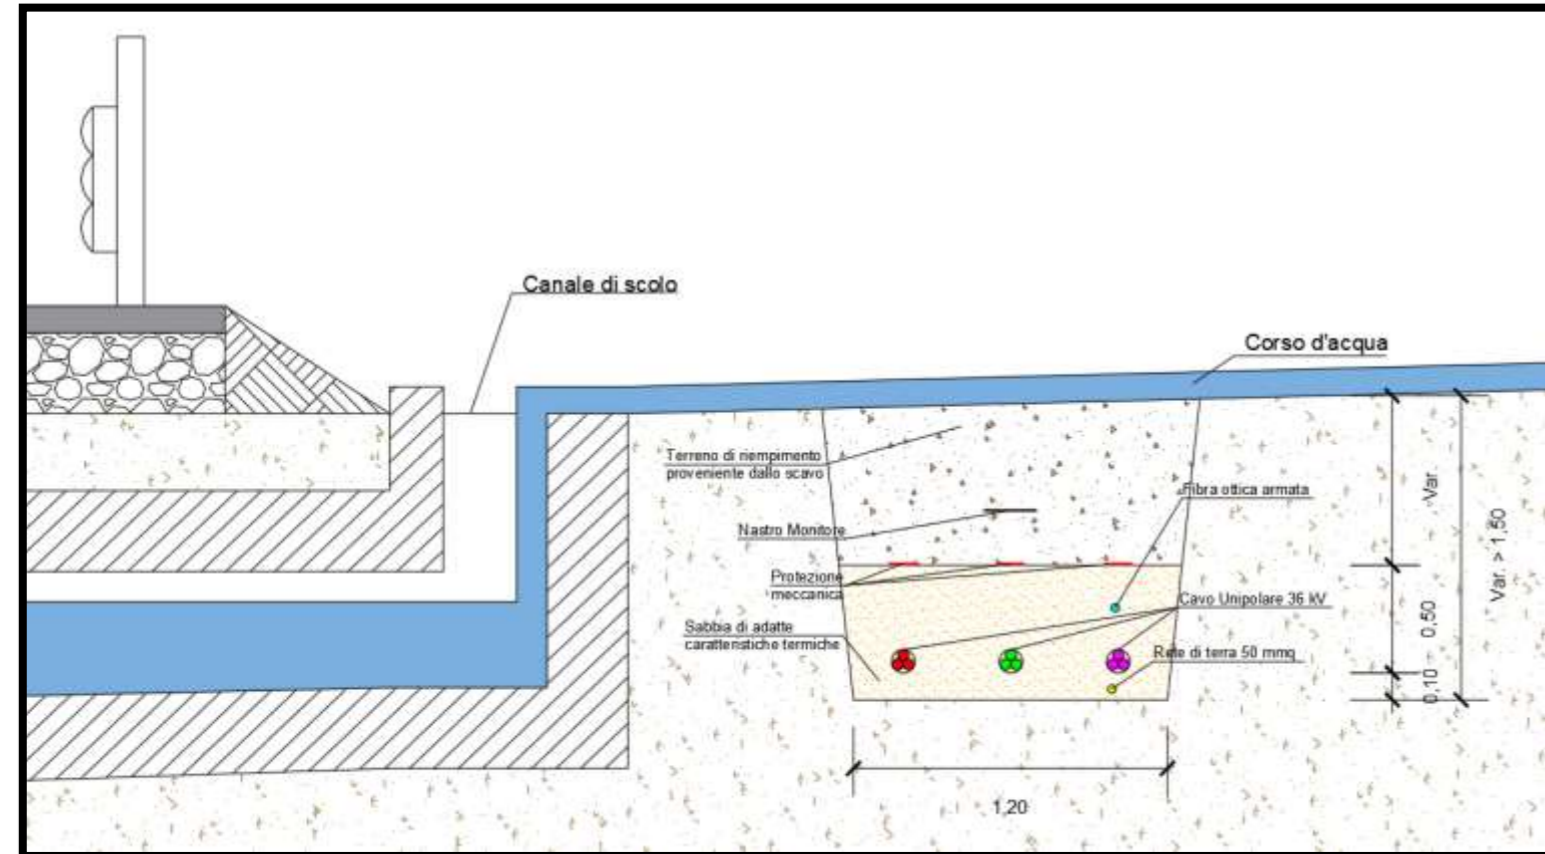 Canale di scolo
Corso d'acqua
Terreno di riempimento
proveniente dallo scavo
Fibra ottica armata
Nastro Monitore
Protezione
meccanica
Cavo Unipolare 36 kV
Sabbia di adatte
caratteristiche termiche
Rete di terra 50 mmq
Var
0,50
0,10
Var. > 1,50
1,20